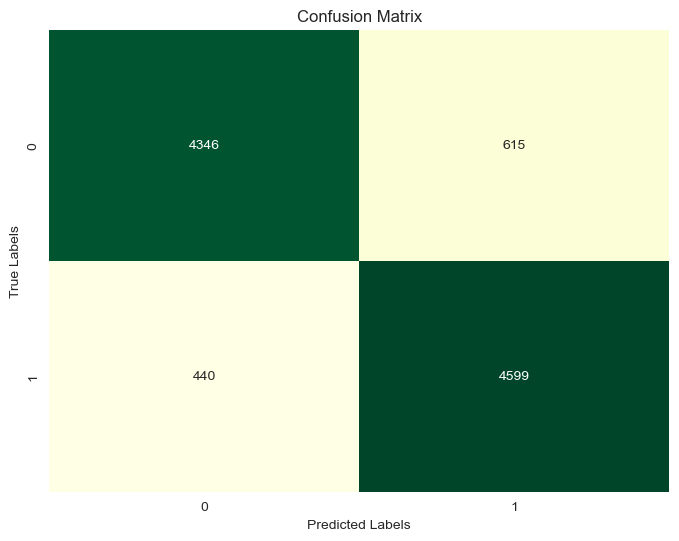 Confusion Matrix
True Labels
0
4346
615
1
440
4599
0
1
Predicted Labels